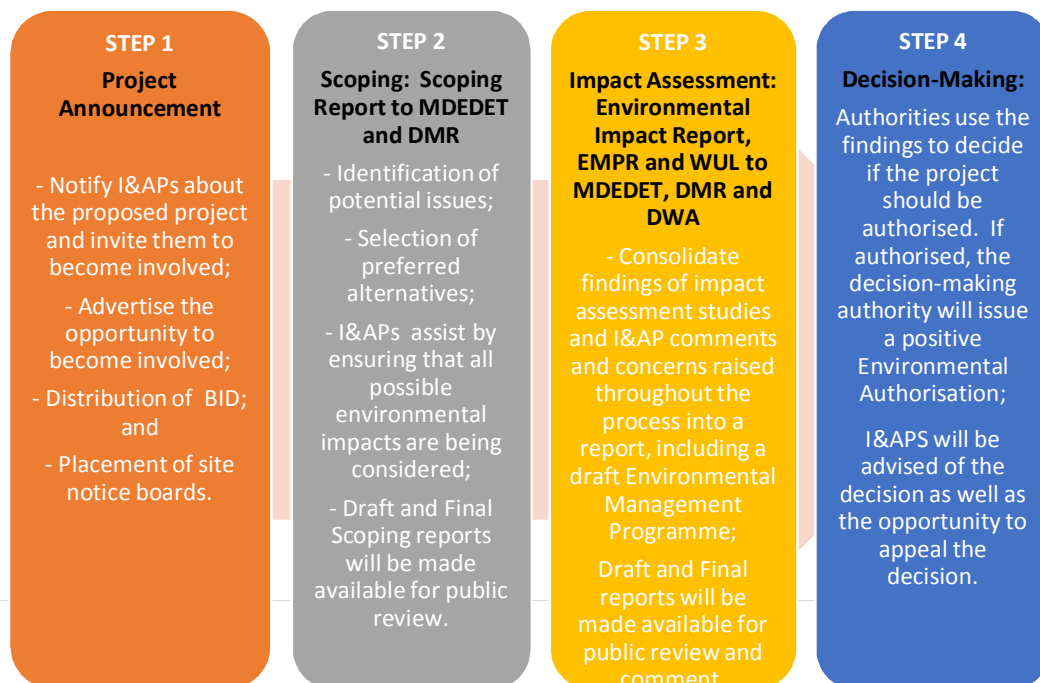 STEP 1
Project
Announcement
- Notify I&APs about
the proposed project
and invite them to
become involved;
- Advertise the
opportunity to
become involved;
- Distribution of BID;
and
- Placement of site
notice boards.
STEP 2
Scoping: Scoping
Report to MDEDET
and DMR
- Identification of
potential issues;
- Selection of
preferred
alternatives;
- I&APs assist by
ensuring that all
possible
environmental
impacts are being
considered;
- Draft and Final
Scoping reports
will be made
available for public
review.
STEP 3
Impact Assessment:
Environmental
Impact Report,
EMPR and WUL to
MDEDET, DMR and
DWA
- Consolidate
findings of impact
assessment studies
and I&AP comments
and concerns raised
throughout the
process into a
report, including a
draft Environmental
Management
Programme;
Draft and Final
reports will be
made available for
public review and
comment
STEP 4
Decision-Making:
Authorities use the
findings to decide
if the project
should be
authorised. If
authorised, the
decision-making
authority will issue
a positive
Environmental
Authorisation;
I&APS will be
advised of the
decision as well as
the opportunity to
appeal the
decision.